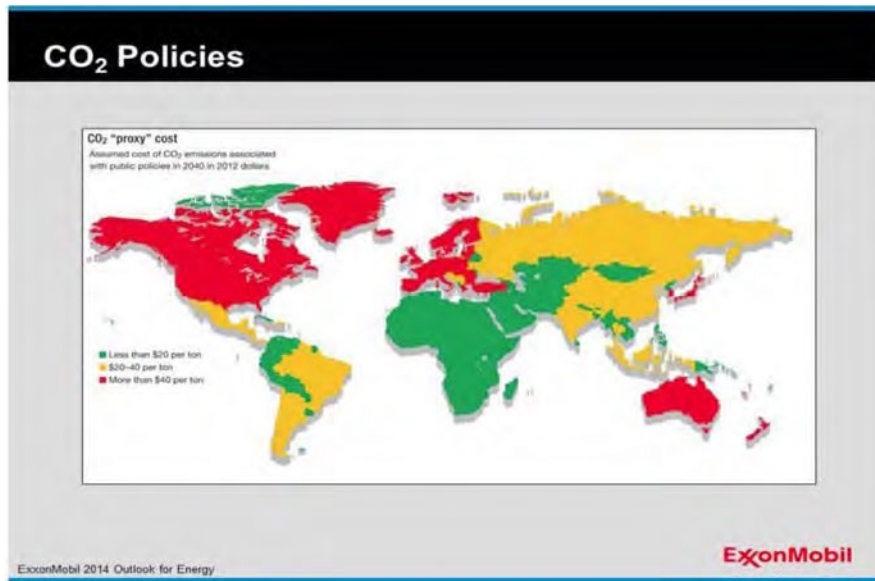 CO₂ Policies
CO₂ "proxy" cost
Assumed cost of CO₂ emissions associated
with public policies in 2040 in 2012 dollars
Less than $20 per ton
$20–40 per ton
More than $40 per ton
ExxonMobil
ExxonMobil 2014 Outlook for Energy